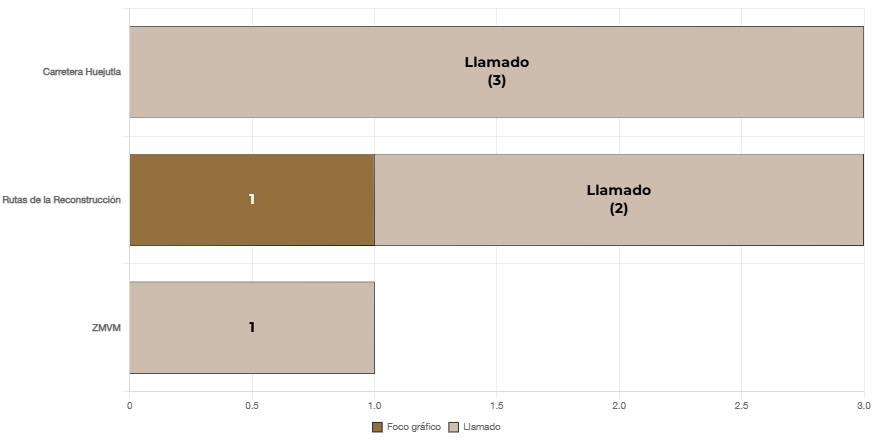 Carretera Huejutla
Llamado
(3)
Rutas de la Reconstrucción
1
Llamado
(2)
ZMVM
1
0
0.5
1.0
1.5
2.0
2.5
3.0
Foco gráfico
Llamado